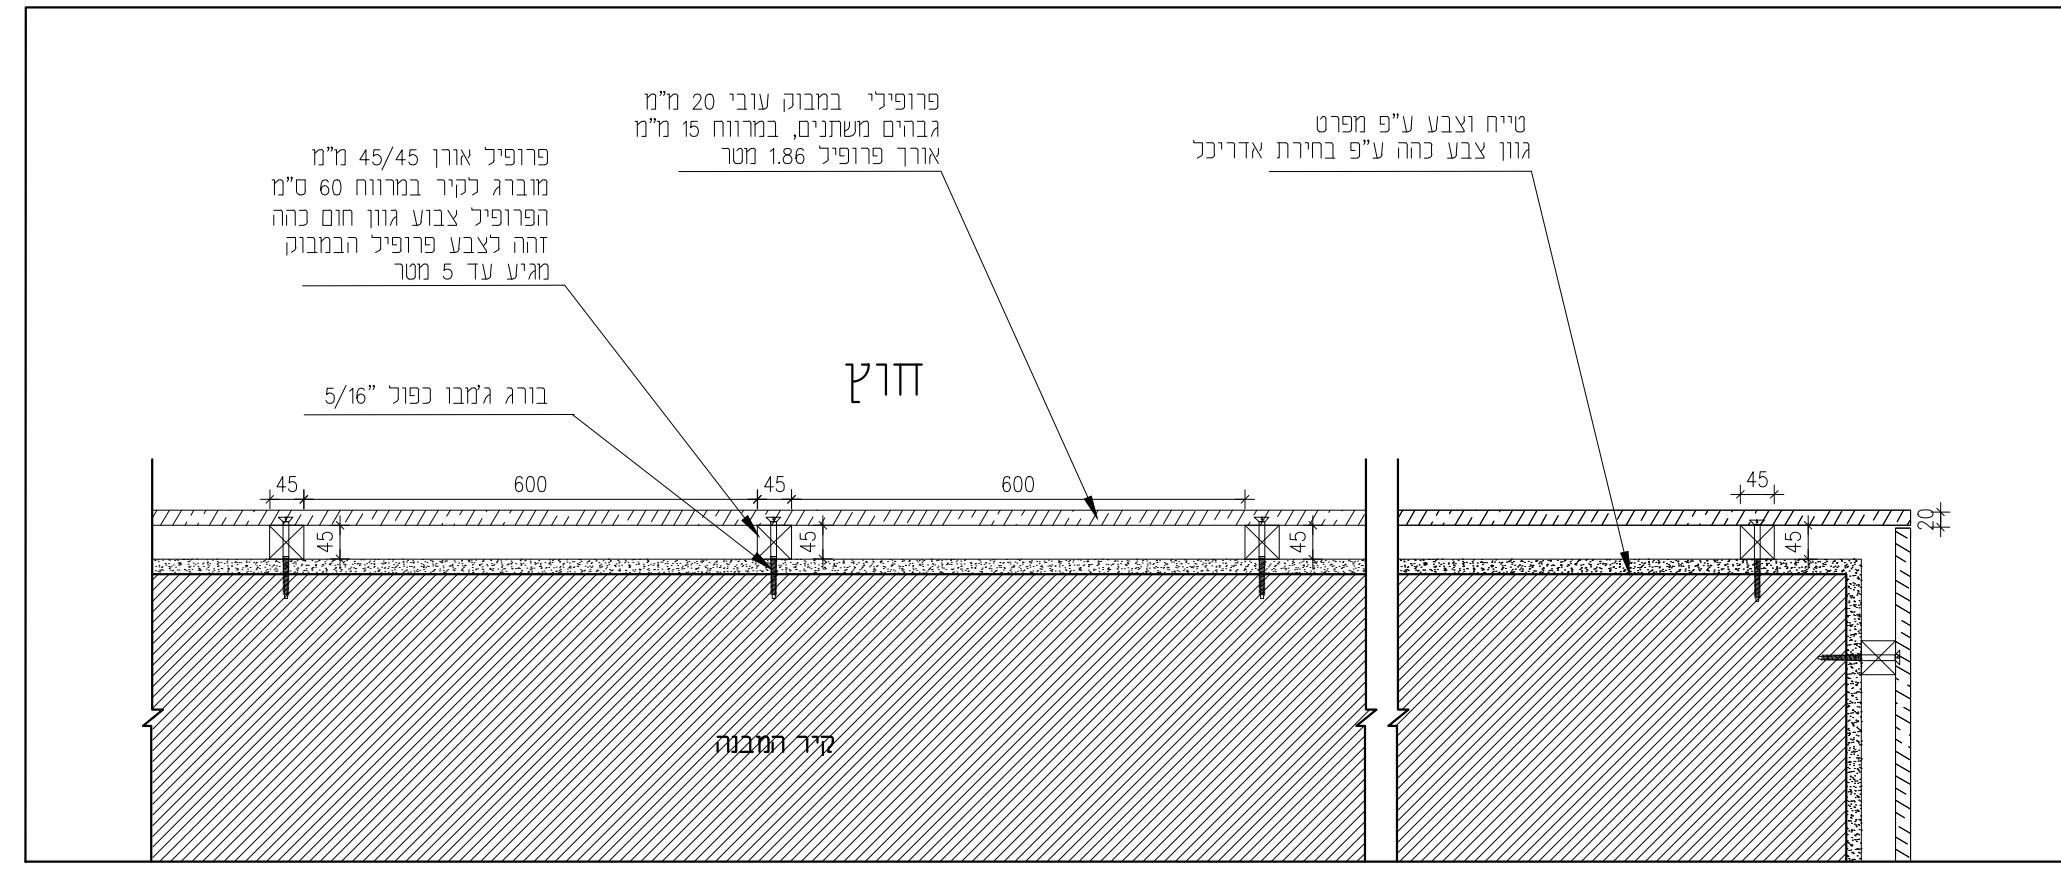 פרופילי במבוק עובי 20 מ"מ
גבהים משתנים, במרווח 15 מ"מ
אורך פרופיל 1.86 מטר
טייח וצבע ע"פ מפרט
גוון צבע כהה ע"פ בחירת אדריכל
פרופיל אורן 45/45 מ"מ
מוברג לקיר במרווח 60 ס"מ
הפרופיל צבוע גוון חום כהה
זהה לצבע פרופיל הבמבוק
מגיע עד 5 מטר
חוץ
בורג ג'מבו כפול "5/16
45
600
45
600
45
20
45
45
45
45
קיר המבנה